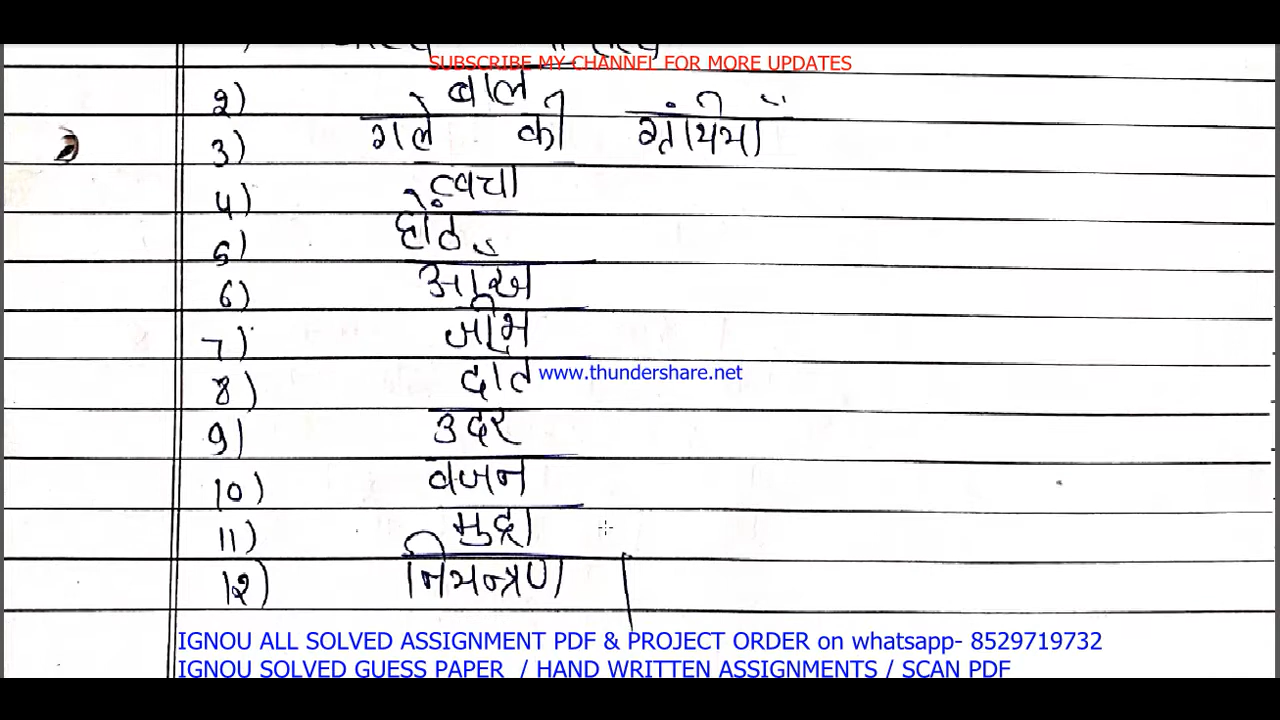 SUBSCRIBE MY CHANNEL FOR MORE UPDATES
२) बाल
3) गले की ग्रंथियाँ
4) त्वचा
5) होंठ
6) आँख
7) जीभ
8) दांत
www.thundershare.net
9) उदर
10) वजन
11) मुद्रा
1२) नियन्त्रण
IGNOU ALL SOLVED ASSIGNMENT PDF & PROJECT ORDER on whatsapp- 8529719732
IGNOU SOLVED GUESS PAPER / HAND WRITTEN ASSIGNMENTS / SCAN PDF